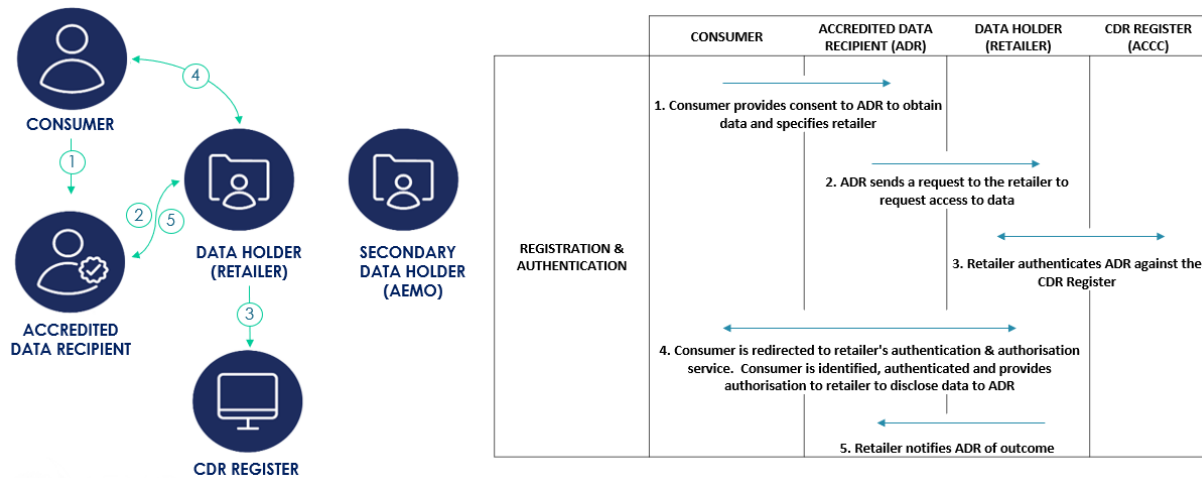 CONSUMER
1
4
2
5
ACCREDITED
DATA RECIPIENT
DATA HOLDER
(RETAILER)
SECONDARY
DATA HOLDER
(AEMO)
3
CDR REGISTER
CONSUMER
ACCREDITED DATA
RECIPIENT (ADR)
DATA HOLDER
(RETAILER)
CDR REGISTER
(ACCC)
REGISTRATION &
AUTHENTICATION
1. Consumer provides consent to ADR to obtain
data and specifies retailer
2. ADR sends a request to the retailer to
request access to data
3. Retailer authenticates ADR against the
CDR Register
4. Consumer is redirected to retailer's authentication & authorisation
service. Consumer is identified, authenticated and provides
authorisation to retailer to disclose data to ADR
5. Retailer notifies ADR of outcome